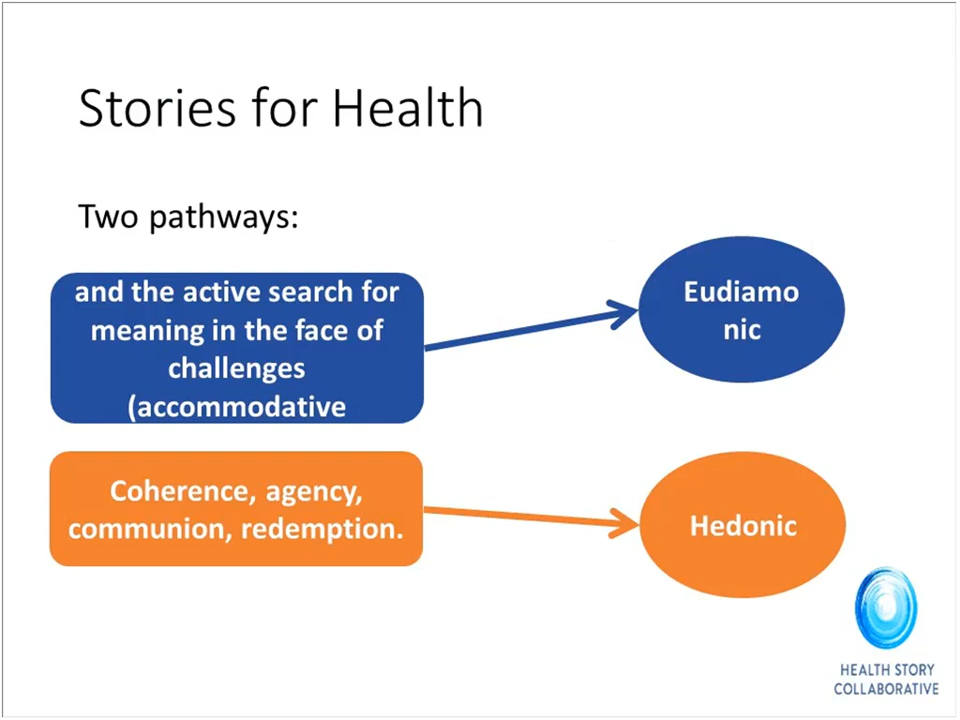 Stories for Health
Two pathways:
and the active search for
meaning in the face of
challenges
(accommodative
Eudiamo
nic
Coherence, agency,
communion, redemption.
Hedonic
HEALTH STORY
COLLABORATIVE